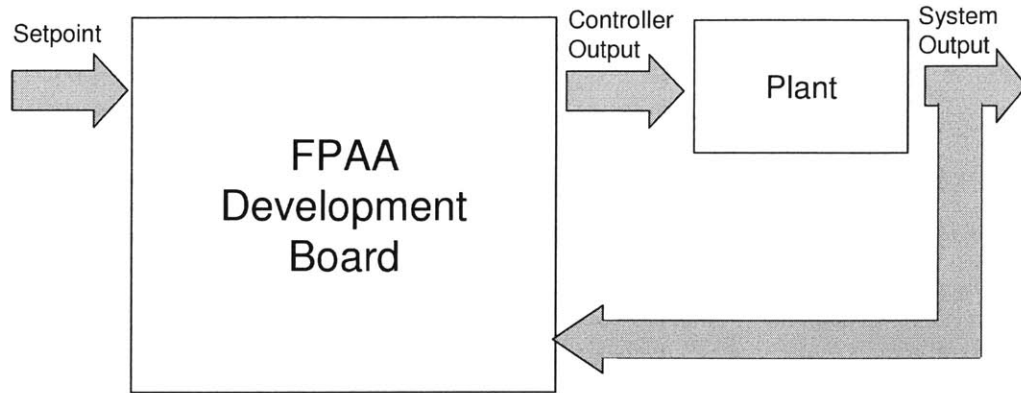 Setpoint
FPAA
Development
Board
Controller
Output
Plant
System
Output